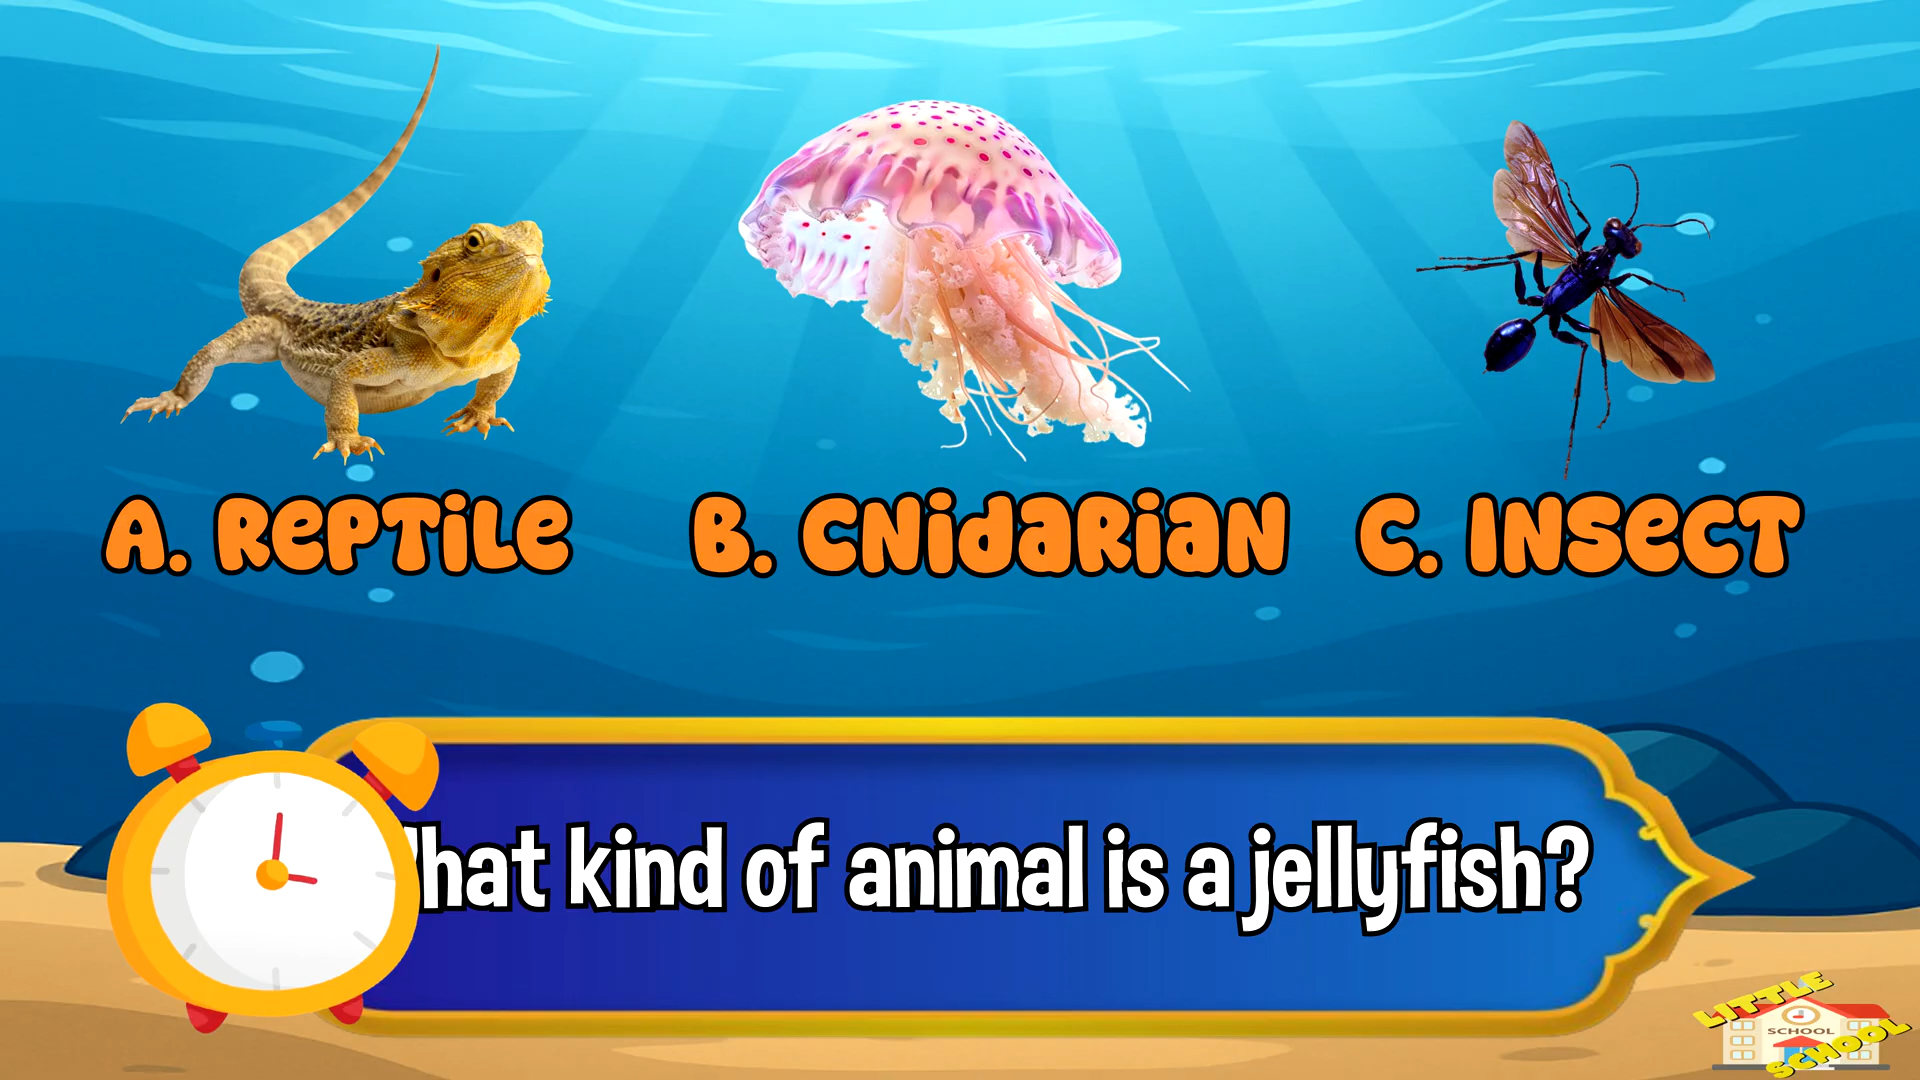 A. REPTILE
B. CNIDARIAN
C. INSECT
hat kind of animal is a jellyfish?
LITTLE
SCHOOL
SCHOOL